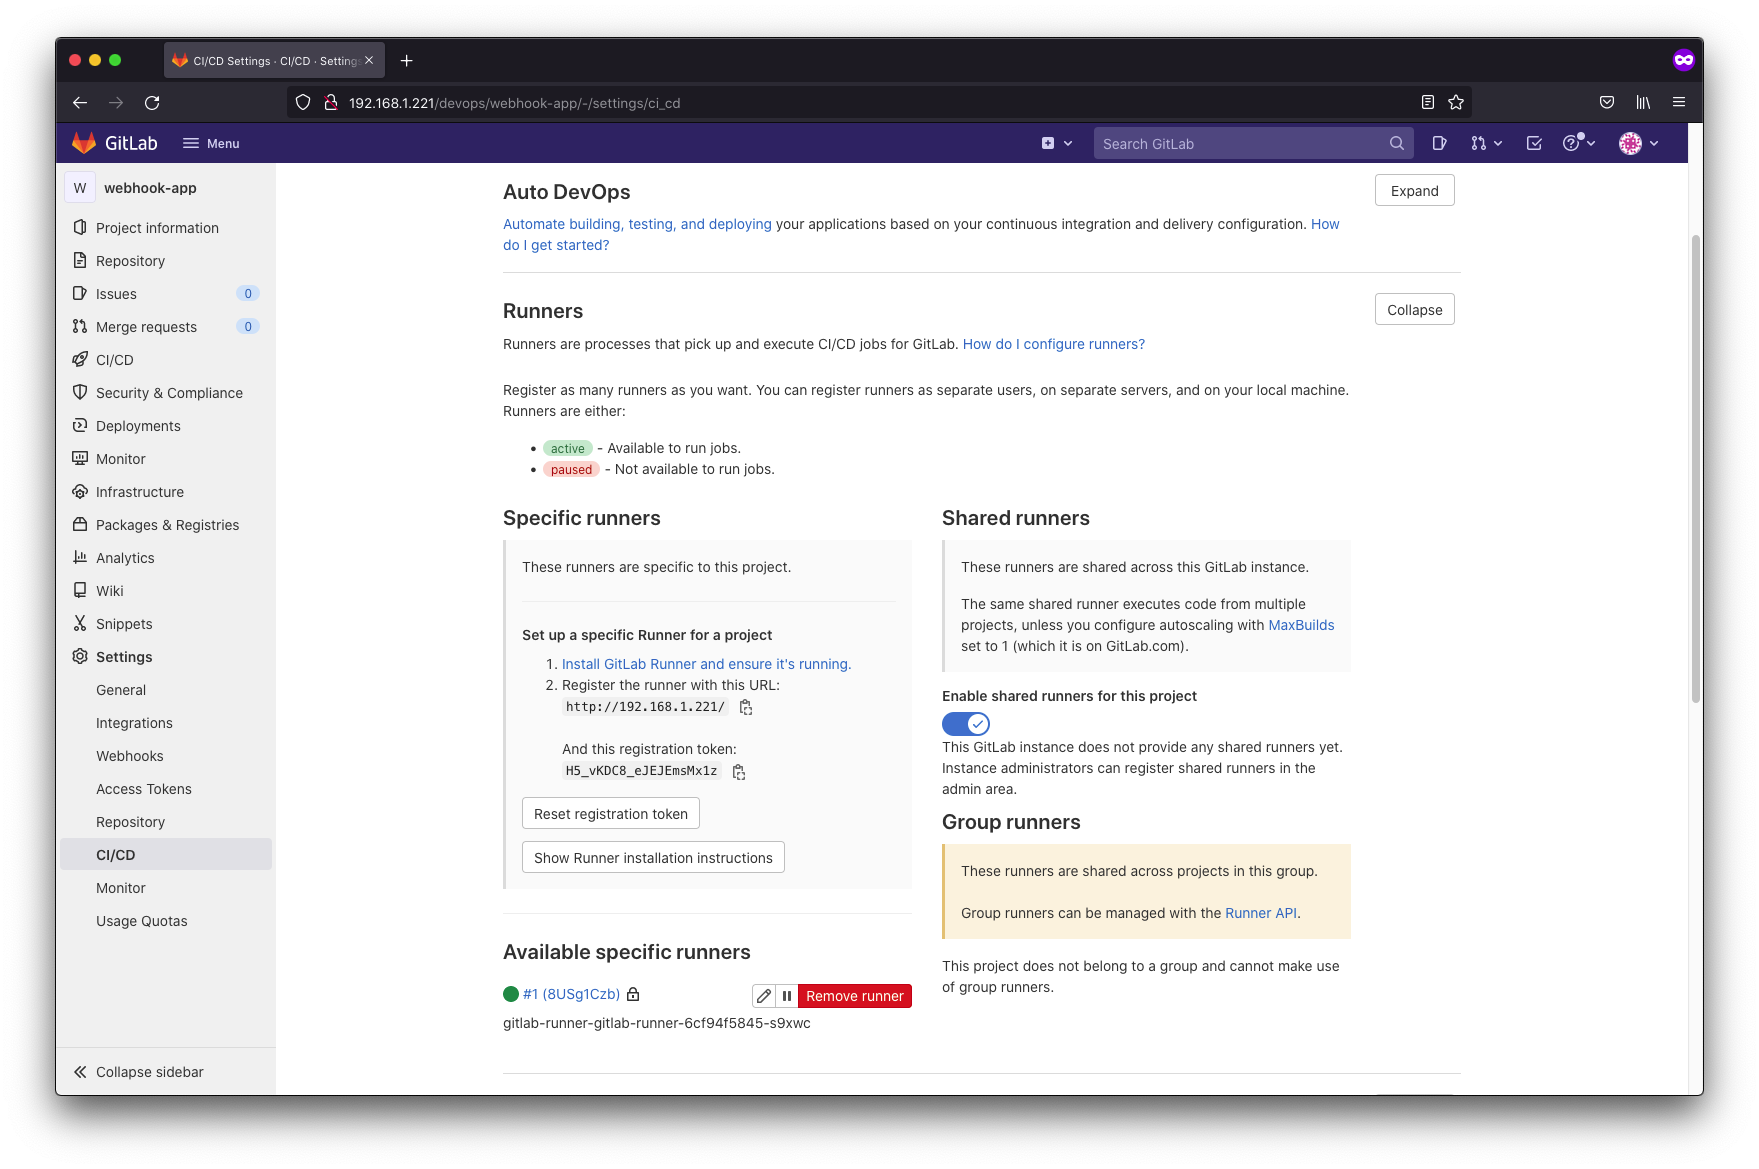 CI/CD Settings · CI/CD · Settings
192.168.1.221/devops/webhook-app/-/settings/ci_cd
GitLab
Menu
Search GitLab
W webhook-app
Project information
Repository
Issues 0
Merge requests 0
CI/CD
Security & Compliance
Deployments
Monitor
Infrastructure
Packages & Registries
Analytics
Wiki
Snippets
Settings
General
Integrations
Webhooks
Access Tokens
Repository
CI/CD
Monitor
Usage Quotas
Collapse sidebar
Auto DevOps
Expand
Automate building, testing, and deploying your applications based on your continuous integration and delivery configuration. How
do I get started?
Runners
Collapse
Runners are processes that pick up and execute CI/CD jobs for GitLab. How do I configure runners?
Register as many runners as you want. You can register runners as separate users, on separate servers, and on your local machine.
Runners are either:
• active - Available to run jobs.
• paused - Not available to run jobs.
Specific runners
These runners are specific to this project.
Set up a specific Runner for a project
1. Install GitLab Runner and ensure it's running.
2. Register the runner with this URL:
http://192.168.1.221/
And this registration token:
H5_vKDC8_eJEJEmsMx1z
Reset registration token
Show Runner installation instructions
Available specific runners
#1 (8USg1Czb)
Remove runner
gitlab-runner-gitlab-runner-6cf94f5845-s9xwc
Shared runners
These runners are shared across this GitLab instance.
The same shared runner executes code from multiple
projects, unless you configure autoscaling with MaxBuilds
set to 1 (which it is on GitLab.com).
Enable shared runners for this project
This GitLab instance does not provide any shared runners yet.
Instance administrators can register shared runners in the
admin area.
Group runners
These runners are shared across projects in this group.
Group runners can be managed with the Runner API.
This project does not belong to a group and cannot make use
of group runners.